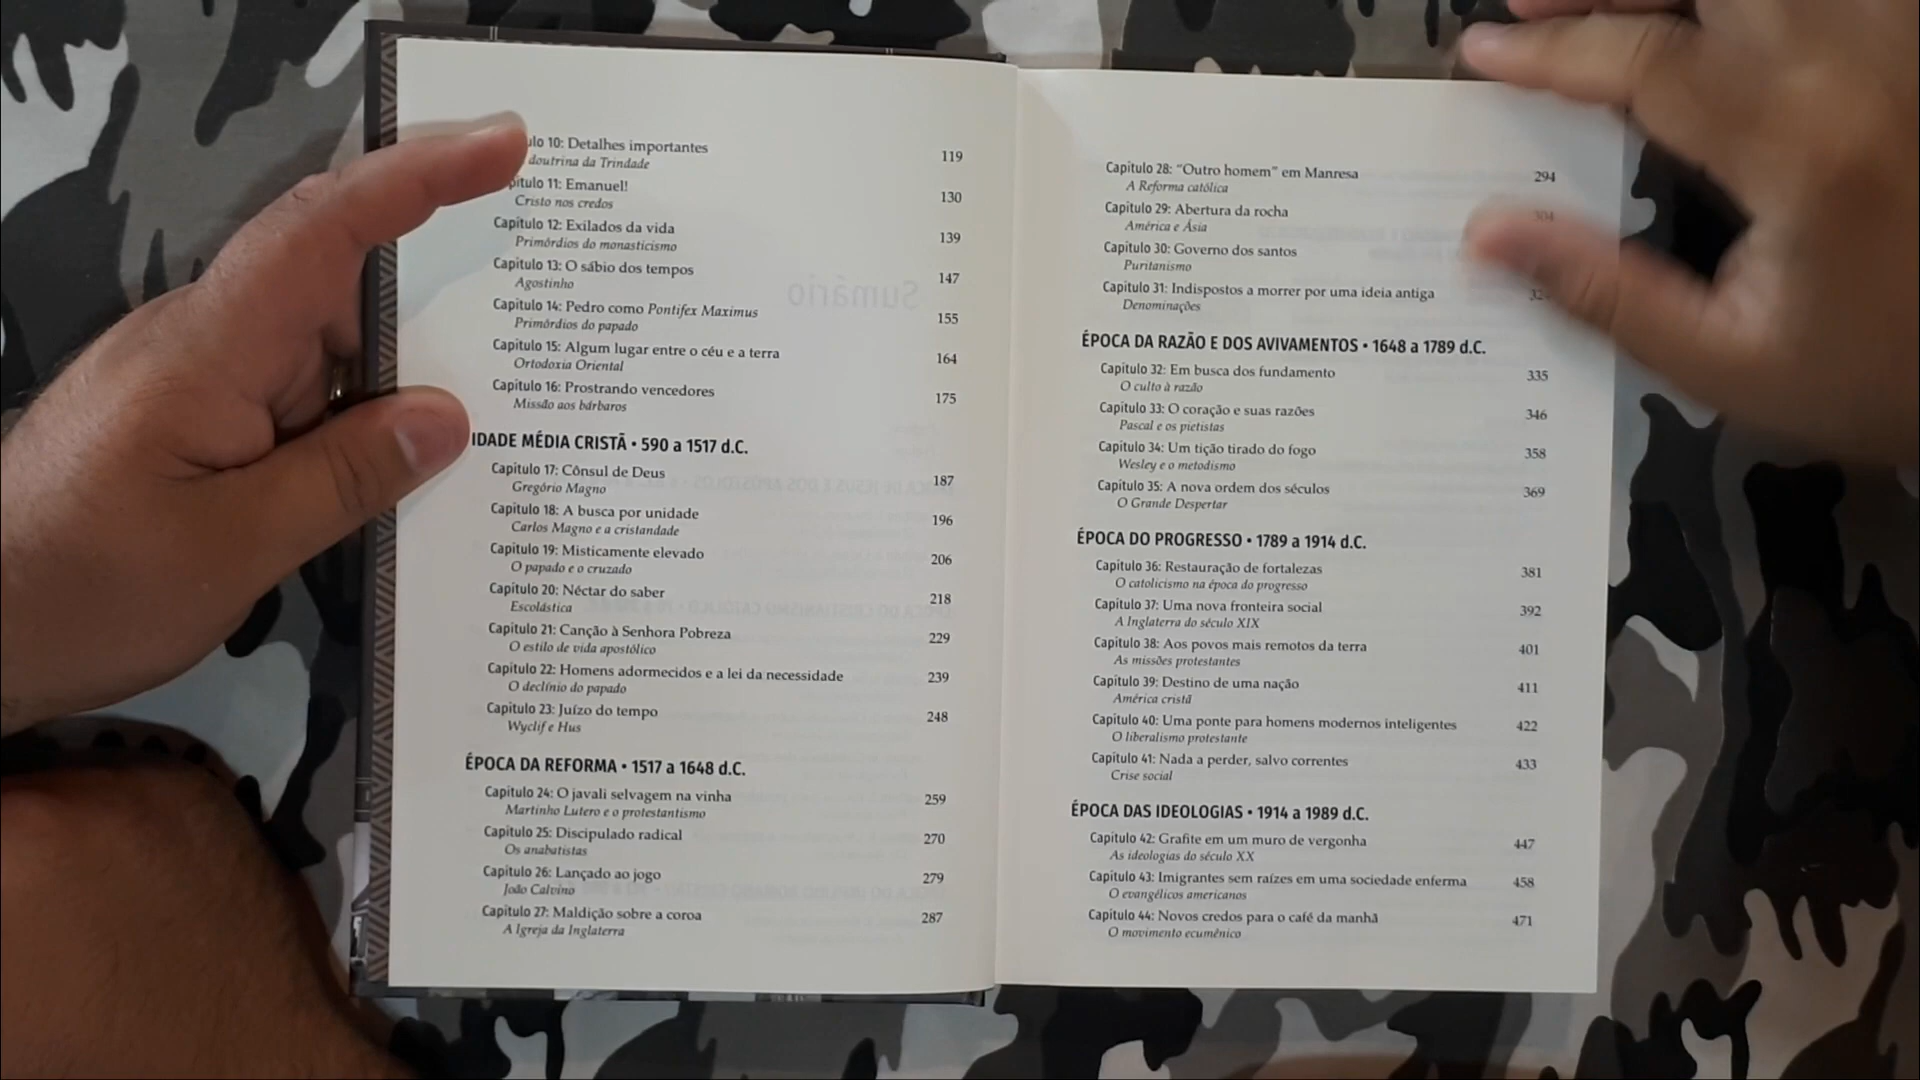 10: Detalhes importantes 119
doutrina da Trindade
11: Emanuel! 130
Cristo nos credos
Capítulo 12: Exilados da vida 139
Primórdios do monasticismo
Capítulo 13: O sábio dos tempos 147
Agostinho
Capítulo 14: Pedro como Pontifex Maximus 155
Primórdios do papado
Capítulo 15: Algum lugar entre o céu e a terra 164
Ortodoxia Oriental
Capítulo 16: Prostrando vencedores 175
Missão aos bárbaros
IDADE MÉDIA CRISTÃ • 590 a 1517 d.C.
Capítulo 17: Cônsul de Deus 187
Gregório Magno
Capítulo 18: A busca por unidade 196
Carlos Magno e a cristandade
Capítulo 19: Misticamente elevado 206
O papado e o cruzado
Capítulo 20: Néctar do saber 218
Escolástica
Capítulo 21: Canção à Senhora Pobreza 229
O estilo de vida apostólico
Capítulo 22: Homens adormecidos e a lei da necessidade 239
O declínio do papado
Capítulo 23: Juízo do tempo 248
Wyclif e Hus
ÉPOCA DA REFORMA • 1517 a 1648 d.C.
Capítulo 24: O javali selvagem na vinha 259
Martinho Lutero e o protestantismo
Capítulo 25: Discipulado radical 270
Os anabatistas
Capítulo 26: Lançado ao jogo 279
João Calvino
Capítulo 27: Maldição sobre a coroa 287
A Igreja da Inglaterra
Capítulo 28: “Outro homem” em Manresa 294
A Reforma católica
Capítulo 29: Abertura da rocha 304
América e Ásia
Capítulo 30: Governo dos santos
Puritanismo
Capítulo 31: Indispostos a morrer por uma ideia antiga
Denominações
ÉPOCA DA RAZÃO E DOS AVIVAMENTOS • 1648 a 1789 d.C.
Capítulo 32: Em busca dos fundamento 335
O culto à razão
Capítulo 33: O coração e suas razões 346
Pascal e os pietistas
Capítulo 34: Um tição tirado do fogo 358
Wesley e o metodismo
Capítulo 35: A nova ordem dos séculos 369
O Grande Despertar
ÉPOCA DO PROGRESSO • 1789 a 1914 d.C.
Capítulo 36: Restauração de fortalezas 381
O catolicismo na época do progresso
Capítulo 37: Uma nova fronteira social 392
A Inglaterra do século XIX
Capítulo 38: Aos povos mais remotos da terra 401
As missões protestantes
Capítulo 39: Destino de uma nação 411
América cristã
Capítulo 40: Uma ponte para homens modernos inteligentes 422
O liberalismo protestante
Capítulo 41: Nada a perder, salvo correntes 433
Crise social
ÉPOCA DAS IDEOLOGIAS • 1914 a 1989 d.C.
Capítulo 42: Grafite em um muro de vergonha 447
As ideologias do século XX
Capítulo 43: Imigrantes sem raízes em uma sociedade enferma 458
O evangélicos americanos
Capítulo 44: Novos credos para o café da manhã 471
O movimento ecumênico